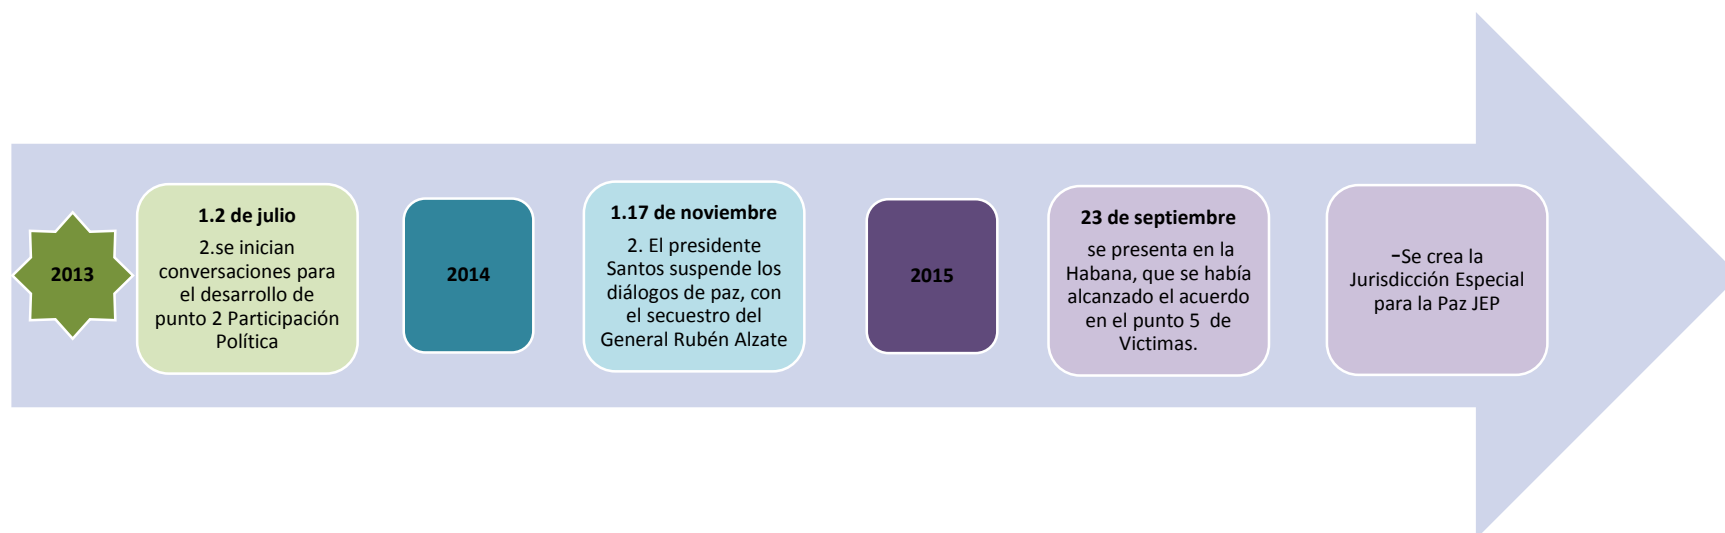 2013
1.2 de julio
2.se inician
conversaciones para
el desarrollo de
punto 2 Participación
Política
2014
1.17 de noviembre
2. El presidente
Santos suspende los
diálogos de paz, con
el secuestro del
General Rubén Alzate
2015
23 de septiembre
se presenta en la
Habana, que se había
alcanzado el acuerdo
en el punto 5 de
Victimas.
–Se crea la
Jurisdicción Especial
para la Paz JEP